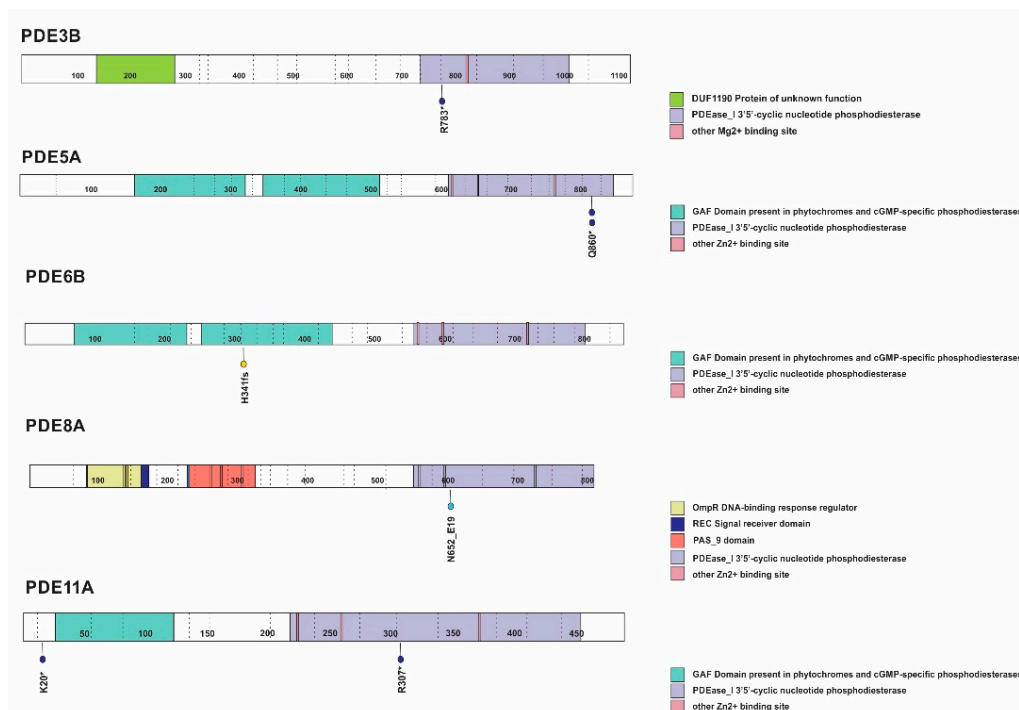 PDE3B
100 200 300 400 500 600 700 800 900 1000 1100
R783*
DUF1190 Protein of unknown function
PDEase_I 3'5'-cyclic nucleotide phosphodiesterase
other Mg2+ binding site
PDE5A
100 200 300 400 500 600 700 800
Q860*
GAF Domain present in phytochromes and cGMP-specific phosphodiesterases
PDEase_I 3'5'-cyclic nucleotide phosphodiesterase
other Zn2+ binding site
PDE6B
100 200 300 400 500 600 700 800
H341fs
GAF Domain present in phytochromes and cGMP-specific phosphodiesterases
PDEase_I 3'5'-cyclic nucleotide phosphodiesterase
other Zn2+ binding site
PDE8A
100 200 300 400 500 600 700 800
N652_E19
OmpR DNA-binding response regulator
REC Signal receiver domain
PAS_9 domain
PDEase_I 3'5'-cyclic nucleotide phosphodiesterase
other Zn2+ binding site
PDE11A
50 100 150 200 250 300 350 400 450
K20*
R307*
GAF Domain present in phytochromes and cGMP-specific phosphodiesterases
PDEase_I 3'5'-cyclic nucleotide phosphodiesterase
other Zn2+ binding site